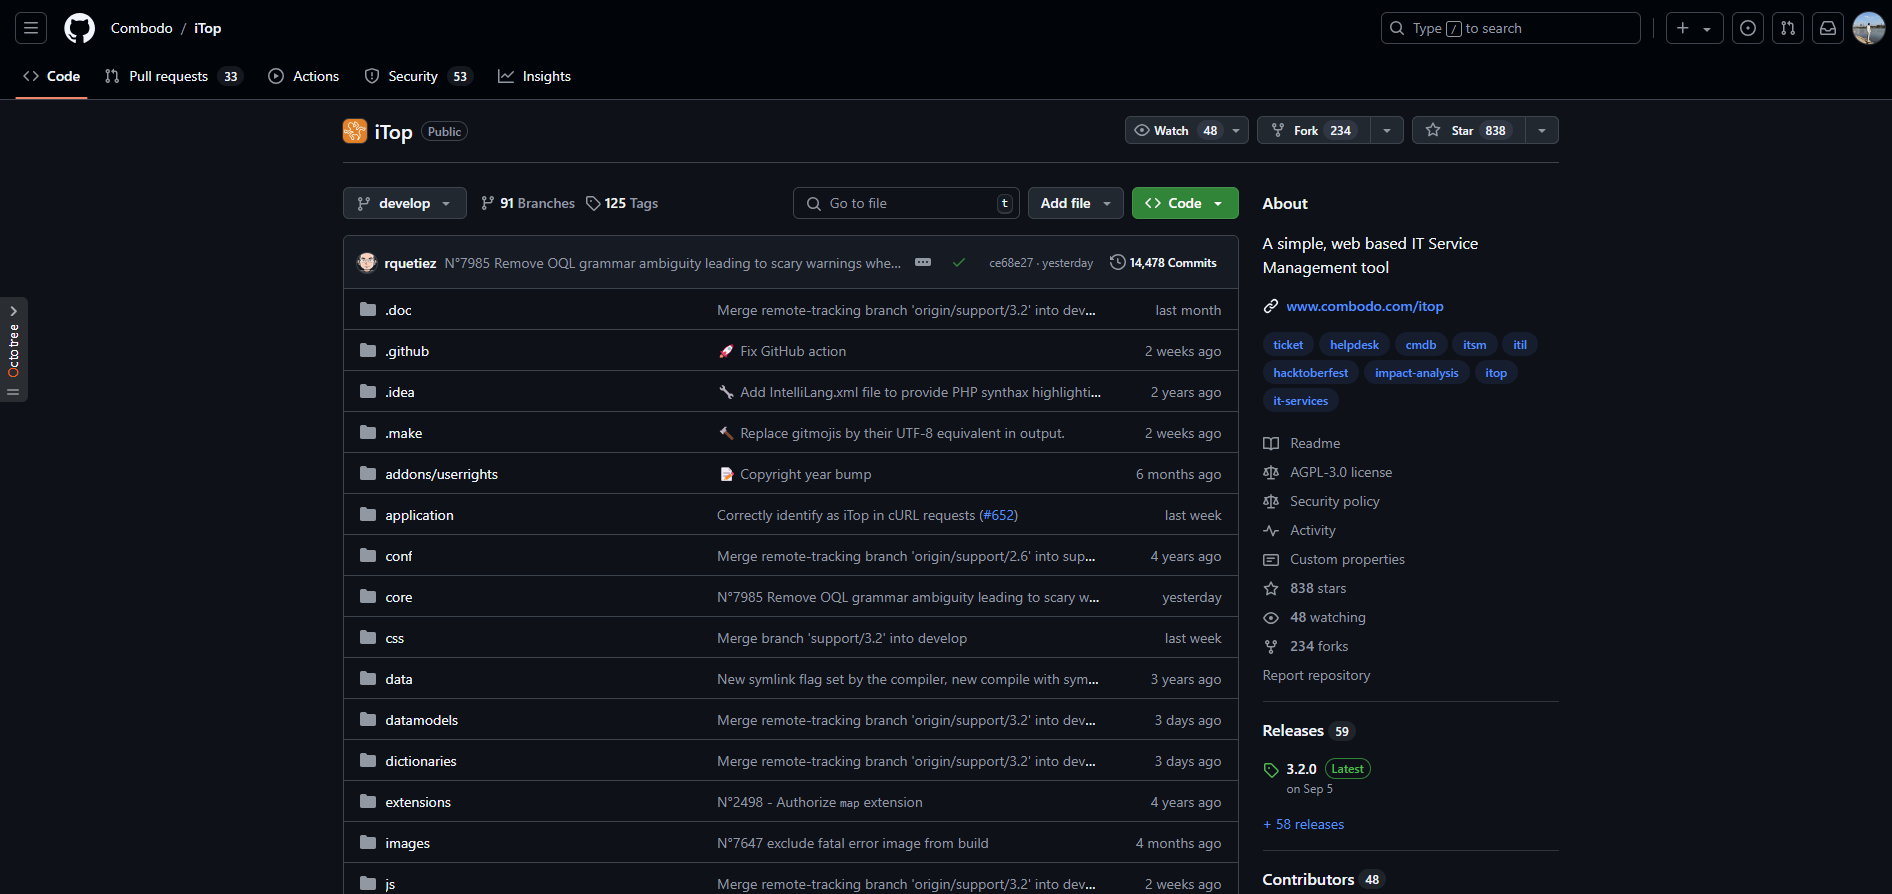 Combodo / iTop
Type / to search
Code
Pull requests 33
Actions
Security 53
Insights
iTop Public
Watch 48
Fork 234
Star 838
develop
91 Branches
125 Tags
Go to file t
Add file
Code
rquetiez N°7985 Remove OQL grammar ambiguity leading to scary warnings whe... ce68e27 · yesterday 14,478 Commits
.doc Merge remote-tracking branch 'origin/support/3.2' into dev... last month
.github 🚀 Fix GitHub action 2 weeks ago
.idea 🔧 Add IntelliLang.xml file to provide PHP synthax highlighti... 2 years ago
.make 🔨 Replace gitmojis by their UTF-8 equivalent in output. 2 weeks ago
addons/userrights 📝 Copyright year bump 6 months ago
application Correctly identify as iTop in cURL requests (#652) last week
conf Merge remote-tracking branch 'origin/support/2.6' into sup... 4 years ago
core N°7985 Remove OQL grammar ambiguity leading to scary w... yesterday
css Merge branch 'support/3.2' into develop last week
data New symlink flag set by the compiler, new compile with sym... 3 years ago
datamodels Merge remote-tracking branch 'origin/support/3.2' into dev... 3 days ago
dictionaries Merge remote-tracking branch 'origin/support/3.2' into dev... 3 days ago
extensions N°2498 - Authorize map extension 4 years ago
images N°7647 exclude fatal error image from build 4 months ago
js Merge remote-tracking branch 'origin/support/3.2' into dev... 2 weeks ago
Octotree
About
A simple, web based IT Service
Management tool
www.combodo.com/itop
ticket helpdesk cmdb itsm itil
hacktoberfest impact-analysis itop
it-services
Readme
AGPL-3.0 license
Security policy
Activity
Custom properties
838 stars
48 watching
234 forks
Report repository
Releases 59
3.2.0 Latest
on Sep 5
+ 58 releases
Contributors 48